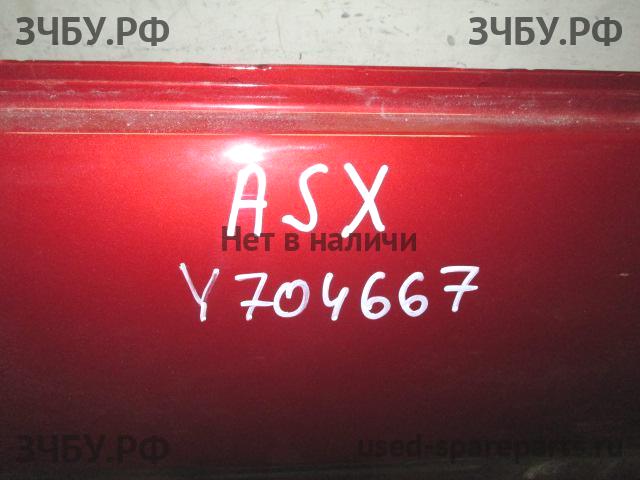 ЗЧБУ.РФ ЗЧБУ.РФ
ASX
Нет в наличи
Y704667
ЗЧБУ.РФ used-spareparts.ru